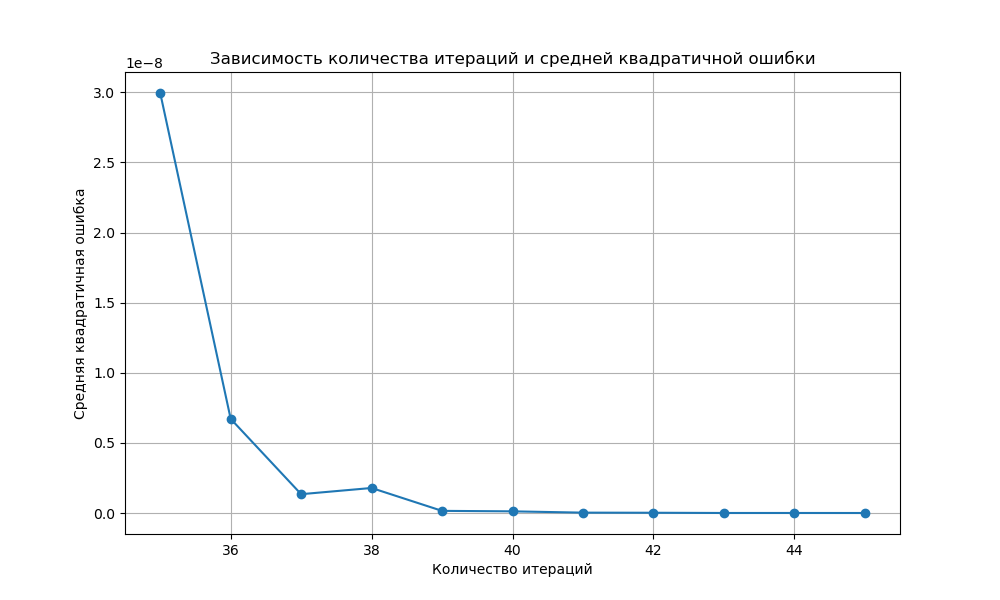 Зависимость количества итераций и средней квадратичной ошибки
1e−8
3.0
2.5
2.0
1.5
1.0
0.5
0.0
Средняя квадратичная ошибка
36 38 40 42 44
Количество итераций